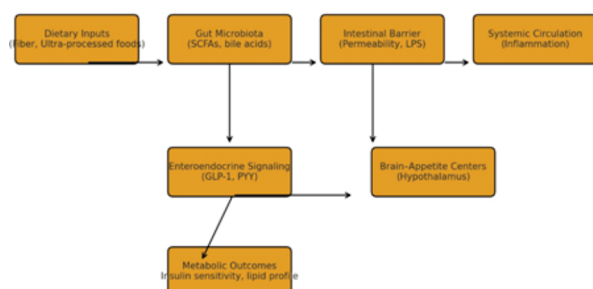 Dietary Inputs
(Fiber, Ultra-processed foods)
Gut Microbiota
(SCFAs, bile acids)
Intestinal Barrier
(Permeability, LPS)
Systemic Circulation
(Inflammation)
Enteroendocrine Signaling
(GLP-1, PYY)
Brain–Appetite Centers
(Hypothalamus)
Metabolic Outcomes
Insulin sensitivity, lipid profile